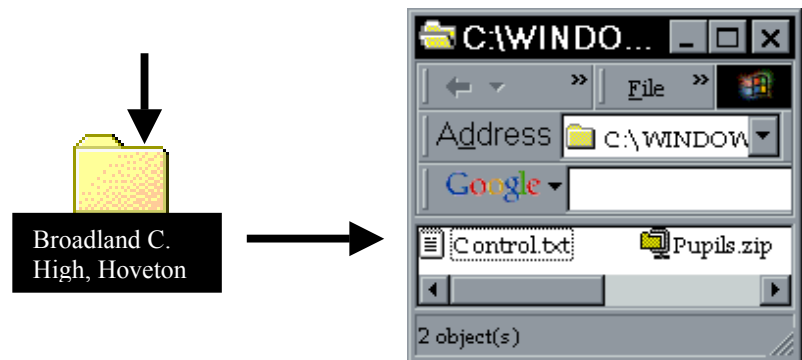 Broadland C.
High, Hoveton
C:\WINDO...
» File »
Address C:\WINDOW
Google
Control.txt Pupils.zip
2 object(s)